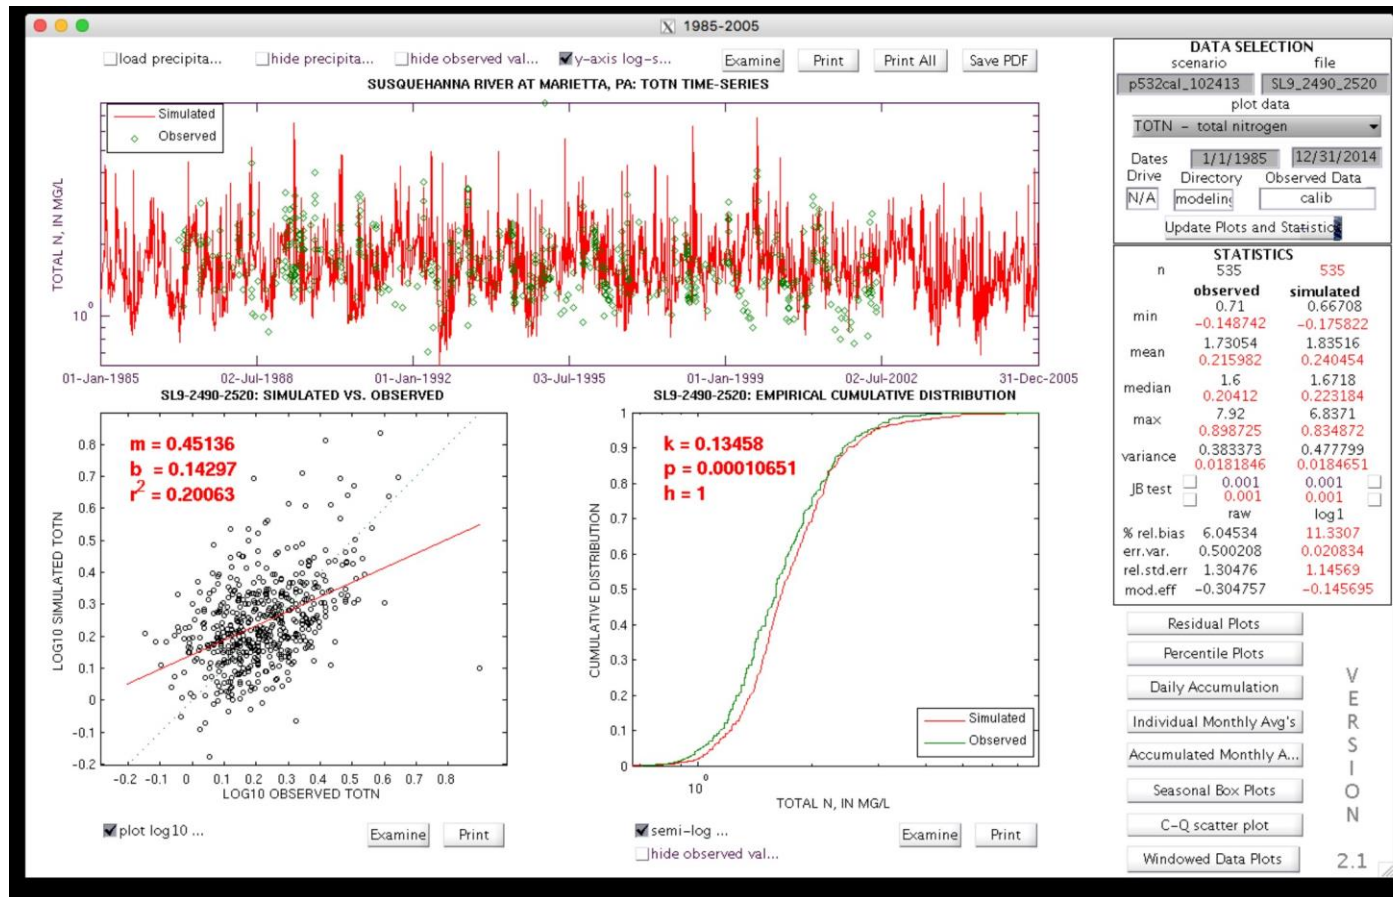 1985-2005
load precipita... hide precipita... hide observed val... y-axis log-s... Examine Print Print All Save PDF
SUSQUEHANNA RIVER AT MARIETTA, PA: TOTN TIME-SERIES
Simulated
Observed
TOTAL N, IN MG/L
10^0
01-Jan-1985 02-Jul-1988 01-Jan-1992 03-Jul-1995 01-Jan-1999 02-Jul-2002 31-Dec-2005
SL9-2490-2520: SIMULATED VS. OBSERVED
m = 0.45136
b = 0.14297
r^2 = 0.20063
LOG10 SIMULATED TOTN
0.8
0.7
0.6
0.5
0.4
0.3
0.2
0.1
0
-0.1
-0.2
-0.2 -0.1 0 0.1 0.2 0.3 0.4 0.5 0.6 0.7 0.8
LOG10 OBSERVED TOTN
plot log10 ... Examine Print
SL9-2490-2520: EMPIRICAL CUMULATIVE DISTRIBUTION
k = 0.13458
p = 0.00010651
h = 1
CUMULATIVE DISTRIBUTION
1
0.9
0.8
0.7
0.6
0.5
0.4
0.3
0.2
0.1
0
Simulated
Observed
10^0
TOTAL N, IN MG/L
semi-log ... Examine Print
hide observed val...
DATA SELECTION
scenario file
p532cal_102413 SL9_2490_2520
plot data
TOTN - total nitrogen
Dates 1/1/1985 12/31/2014
Drive Directory Observed Data
N/A modeling calib
Update Plots and Statistic
STATISTICS
n 535 535
observed simulated
min 0.71 0.66708
-0.148742 -0.175822
mean 1.73054 1.83516
0.215982 0.240454
median 1.6 1.6718
0.20412 0.223184
max 7.92 6.8371
0.898725 0.834872
variance 0.383373 0.477799
0.0181846 0.0184651
JB test 0.001 0.001
0.001 0.001
raw log1
% rel.bias 6.04534 11.3307
err.var. 0.500208 0.020834
rel.std.err 1.30476 1.14569
mod.eff -0.304757 -0.145695
Residual Plots
Percentile Plots
Daily Accumulation
Individual Monthly Avg's
Accumulated Monthly A...
Seasonal Box Plots
C-Q scatter plot
Windowed Data Plots
VERSION
2.1